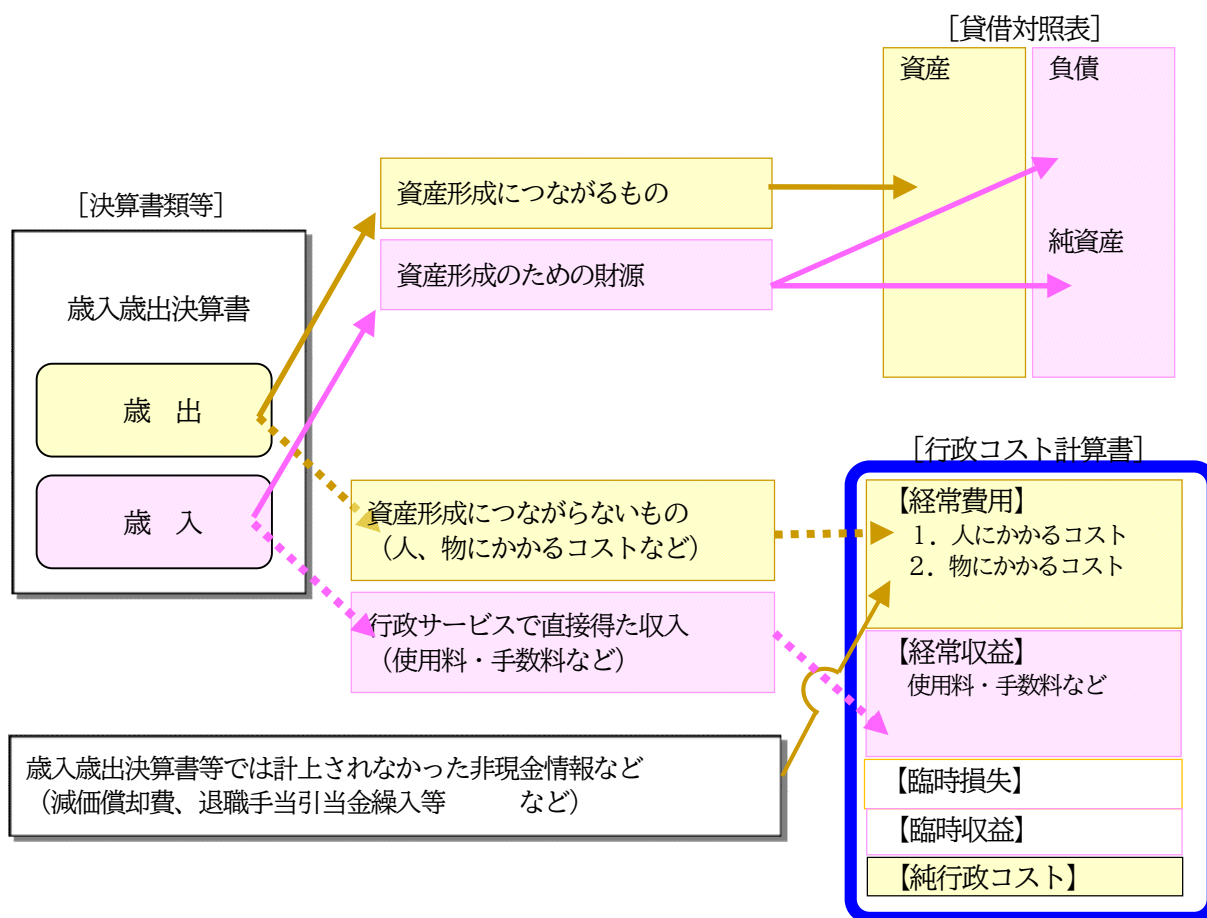 ［貸借対照表］
資産
負債
資産形成につながるもの
［決算書類等］
純資産
資産形成のための財源
歳入歳出決算書
歳　出
［行政コスト計算書］
歳　入
資産形成につながらないもの
（人、物にかかるコストなど）
【経常費用】
１．人にかかるコスト
２．物にかかるコスト
行政サービスで直接得た収入
（使用料・手数料など）
【経常収益】
使用料・手数料など
歳入歳出決算書等では計上されなかった非現金情報など
（減価償却費、退職手当引当金繰入等　　　など）
【臨時損失】
【臨時収益】
【純行政コスト】